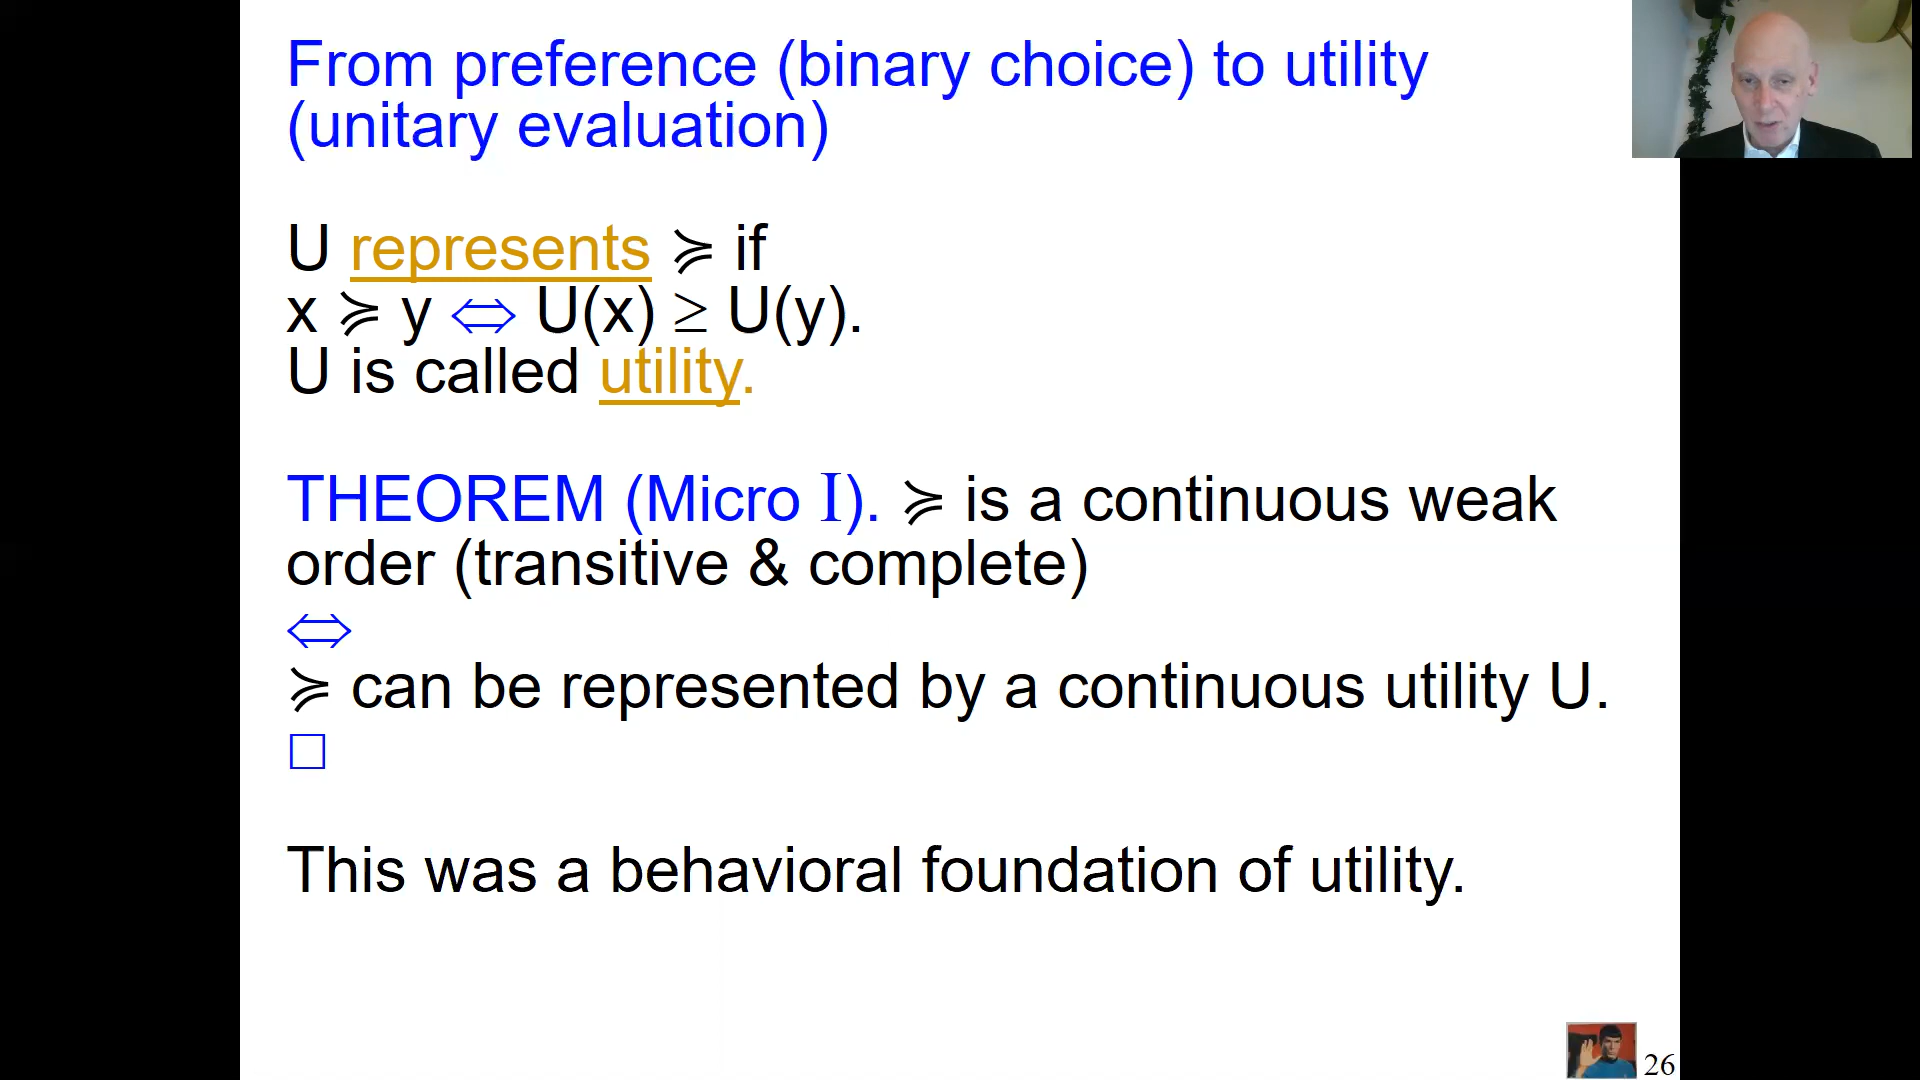 From preference (binary choice) to utility
(unitary evaluation)
U represents ≽ if
x ≽ y ⇔ U(x) ≥ U(y).
U is called utility.
THEOREM (Micro I). ≽ is a continuous weak
order (transitive & complete)
⇔
≽ can be represented by a continuous utility U.
□
This was a behavioral foundation of utility.
26